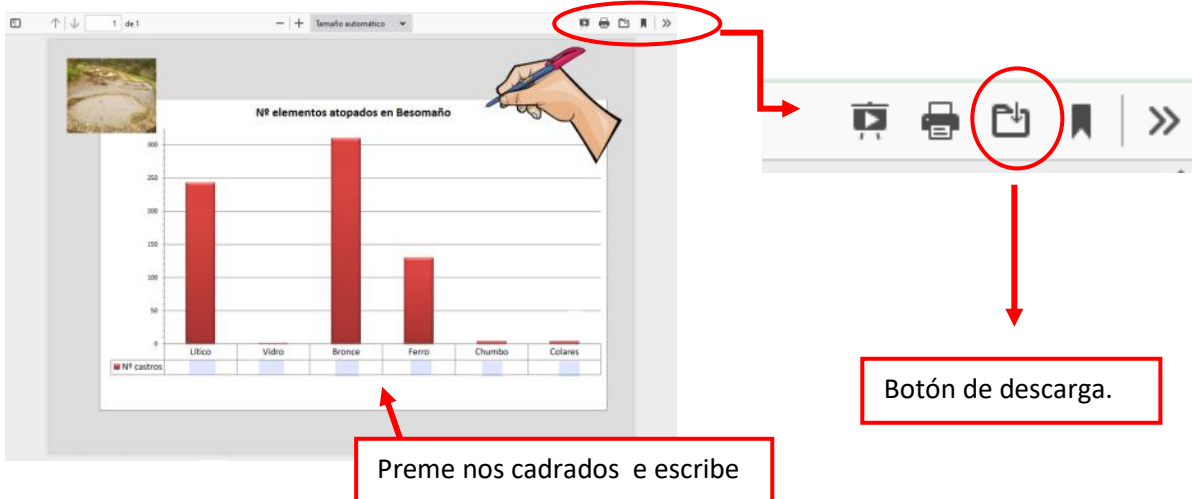 1 de 1
Tamaño automático
Nº elementos atopados en Besomaño
300
250
200
150
100
50
0
Lítico Vidro Bronce Ferro Chumbo Colares
Nº castros
Preme nos cadrados e escribe
Botón de descarga.